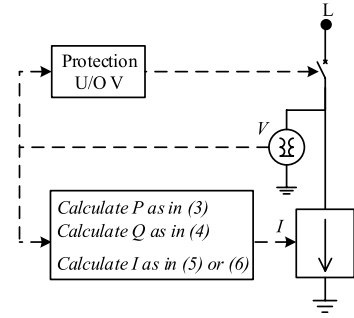 L
Protection
U/O V
V
Calculate P as in (3)
Calculate Q as in (4)
Calculate I as in (5) or (6)
I